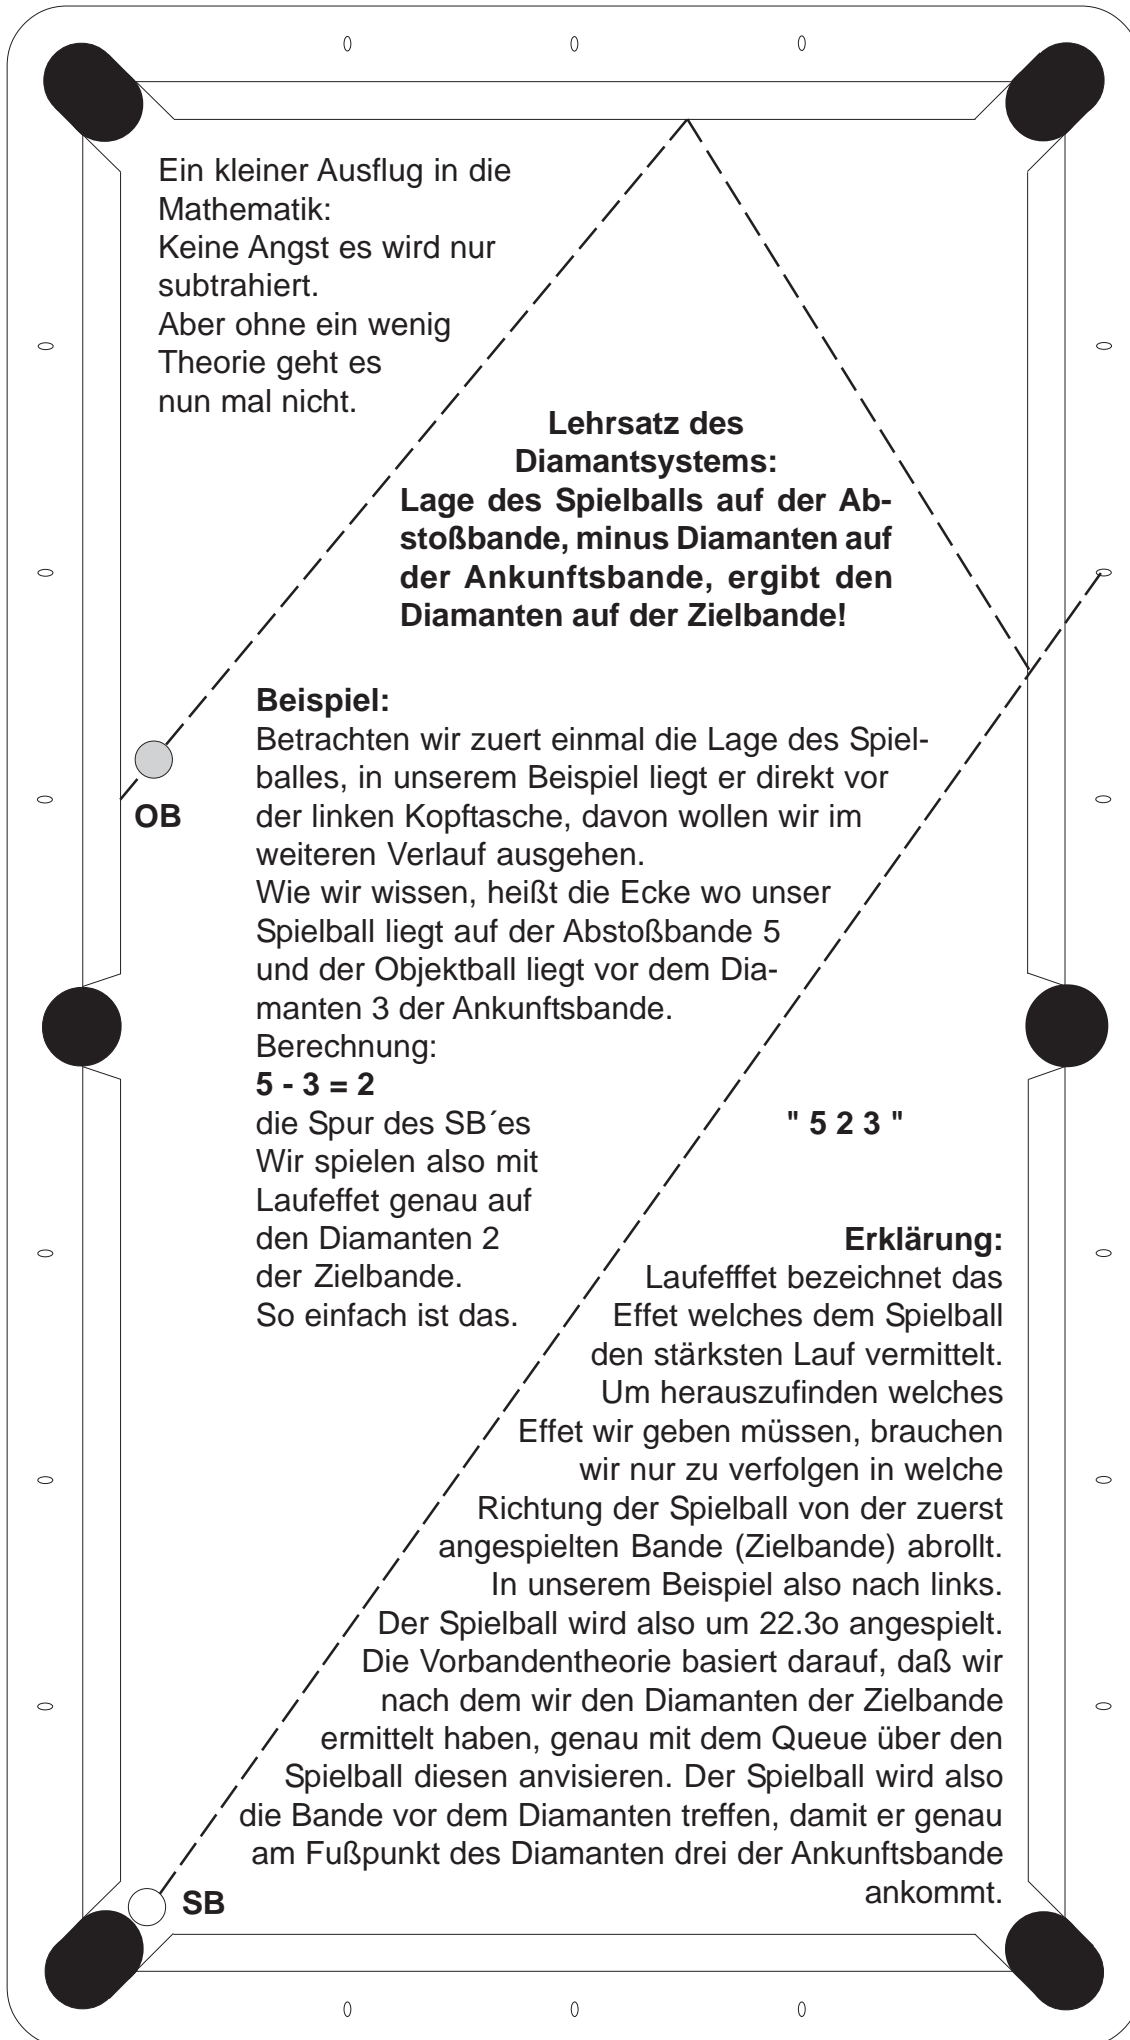 Ein kleiner Ausflug in die
Mathematik:
Keine Angst es wird nur
subtrahiert.
Aber ohne ein wenig
Theorie geht es
nun mal nicht.
Lehrsatz des
Diamantsystems:
Lage des Spielballs auf der Ab-
stoßbande, minus Diamanten auf
der Ankunftsbande, ergibt den
Diamanten auf der Zielbande!
Beispiel:
Betrachten wir zuert einmal die Lage des Spiel-
balles, in unserem Beispiel liegt er direkt vor
der linken Kopftasche, davon wollen wir im
weiteren Verlauf ausgehen.
Wie wir wissen, heißt die Ecke wo unser
Spielball liegt auf der Abstoßbande 5
und der Objektball liegt vor dem Dia-
manten 3 der Ankunftsbande.
Berechnung:
5 - 3 = 2
die Spur des SB´es
Wir spielen also mit
Laufeffet genau auf
den Diamanten 2
der Zielbande.
So einfach ist das.
OB
" 5 2 3 "
Erklärung:
Laufefffet bezeichnet das
Effet welches dem Spielball
den stärksten Lauf vermittelt.
Um herauszufinden welches
Effet wir geben müssen, brauchen
wir nur zu verfolgen in welche
Richtung der Spielball von der zuerst
angespielten Bande (Zielbande) abrollt.
In unserem Beispiel also nach links.
Der Spielball wird also um 22.3o angespielt.
Die Vorbandentheorie basiert darauf, daß wir
nach dem wir den Diamanten der Zielbande
ermittelt haben, genau mit dem Queue über den
Spielball diesen anvisieren. Der Spielball wird also
die Bande vor dem Diamanten treffen, damit er genau
am Fußpunkt des Diamanten drei der Ankunftsbande
ankommt.
SB